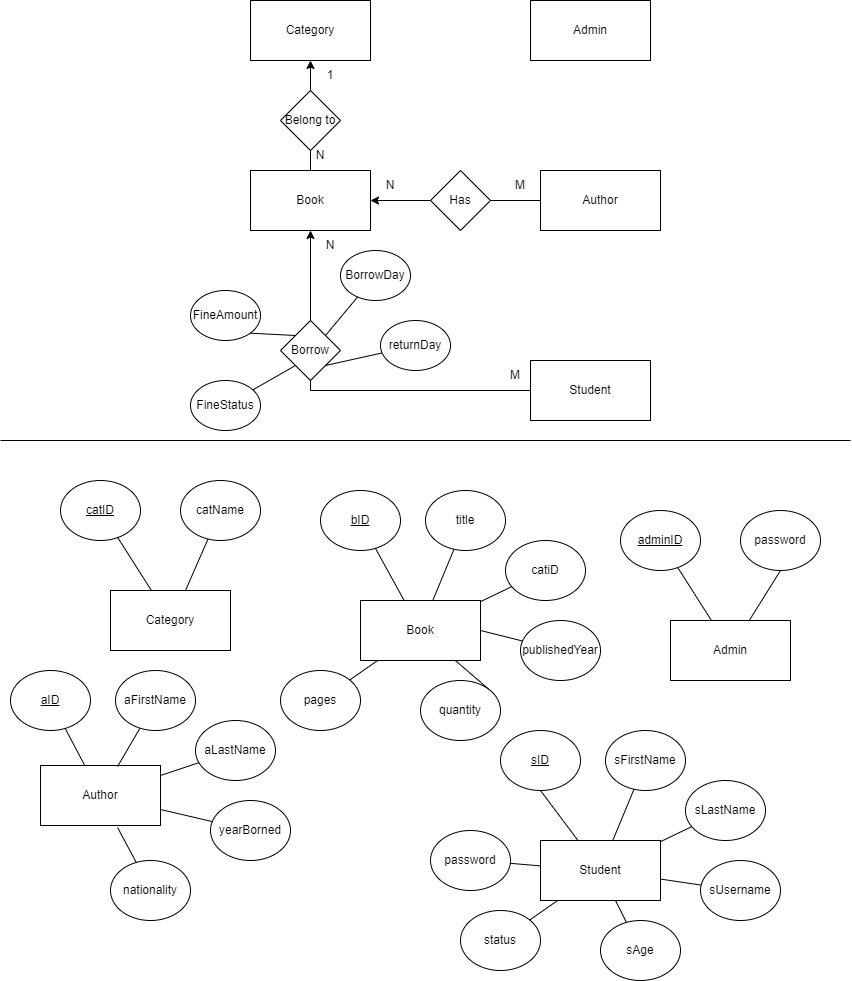 Category
Admin
1
Belong to
N
Book
N
Has
M
Author
N
BorrowDay
FineAmount
Borrow
returnDay
M
Student
FineStatus
catID
catName
bID
title
adminID
password
catiD
Category
Book
publishedYear
Admin
aID
aFirstName
pages
quantity
aLastName
sID
sFirstName
Author
yearBorned
sLastName
password
Student
nationality
sUsername
status
sAge